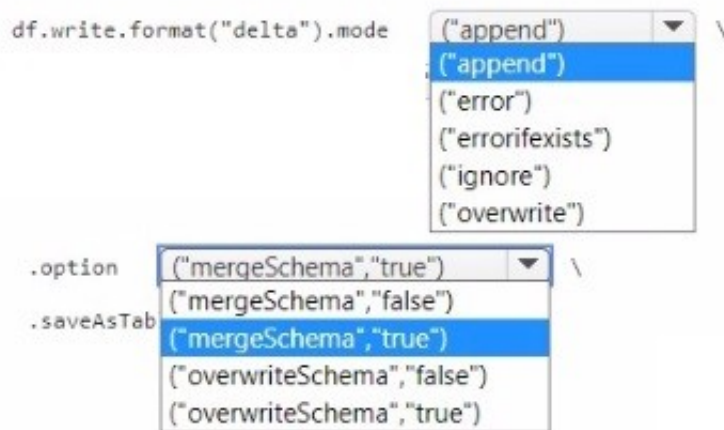 df.write.format("delta").mode ("append") \
("append")
("error")
("errorifexists")
("ignore")
("overwrite")
.option ("mergeSchema","true") \
("mergeSchema","false")
.saveAsTab
("mergeSchema","true")
("overwriteSchema","false")
("overwriteSchema","true")